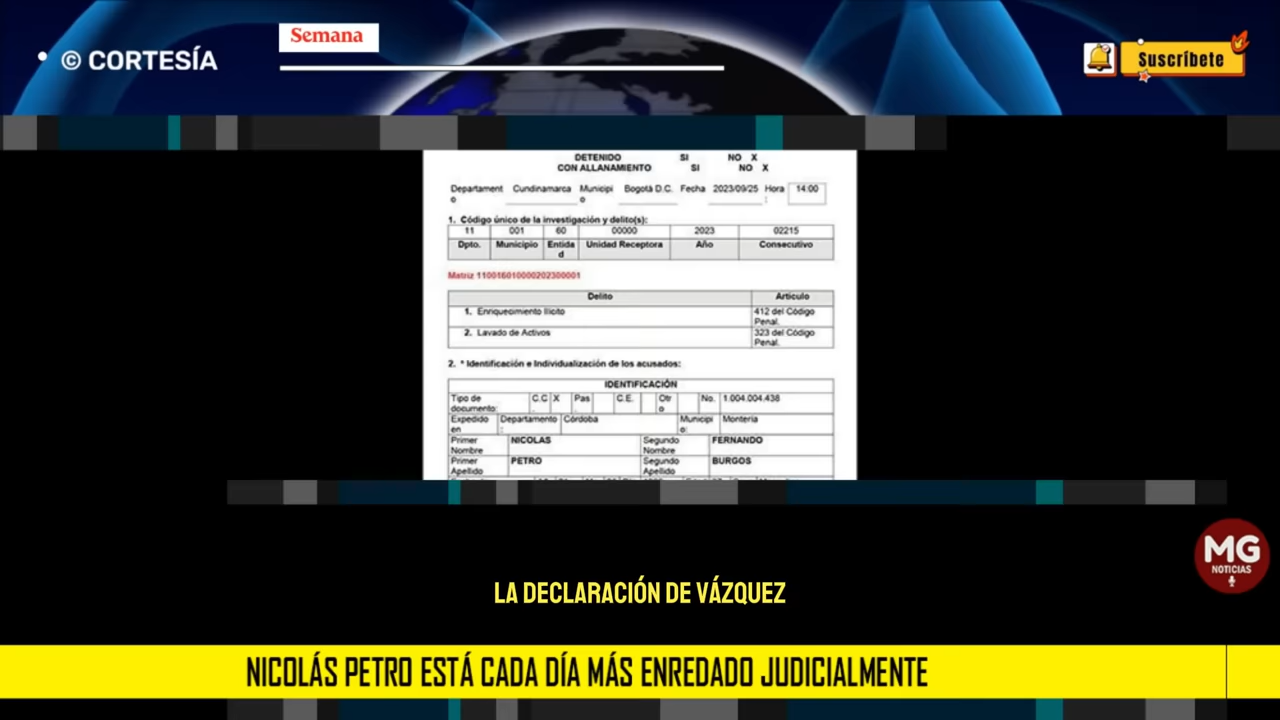 Semana
© CORTESÍA
Suscríbete
DETENIDO SI NO X
CON ALLANAMIENTO SI NO X
Departament Cundinamarca Municipi Bogotá D.C. Fecha 2023/09/25 Hora 14:00
o o :
1. Código único de la investigación y delito(s):
11 001 60 00000 2023 02215
Dpto. Municipio Entida Unidad Receptora Año Consecutivo
d
Matriz 110016010000202300001
Delito Artículo
1. Enriquecimiento Ilícito 412 del Código
Penal.
2. Lavado de Activos 323 del Código
Penal.
2. * Identificación e Individualización de los acusados:
IDENTIFICACIÓN
Tipo de C.C X Pas C.E. Otr No. 1.004.004.438
documento: . . o
Expedido Departamento Córdoba Municipi Montería
en : o:
Primer NICOLAS Segundo FERNANDO
Nombre Nombre
Primer PETRO Segundo BURGOS
Apellido Apellido
MG
NOTICIAS
LA DECLARACIÓN DE VÁZQUEZ
NICOLÁS PETRO ESTÁ CADA DÍA MÁS ENREDADO JUDICIALMENTE